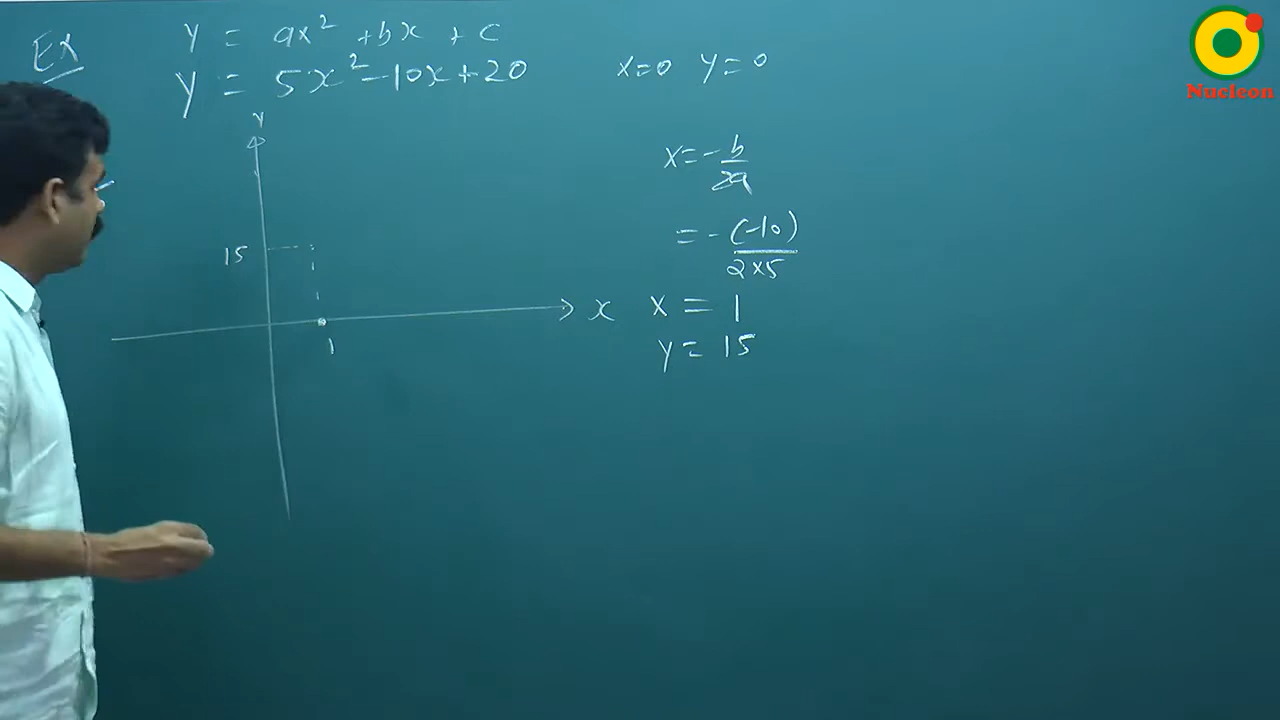 Ex
y = ax² + bx + c
y = 5x² - 10x + 20
x=0 y=0
Nucleon
y
x = - b/2a
= - (-10)/2×5
15
x
x = 1
y = 15
1